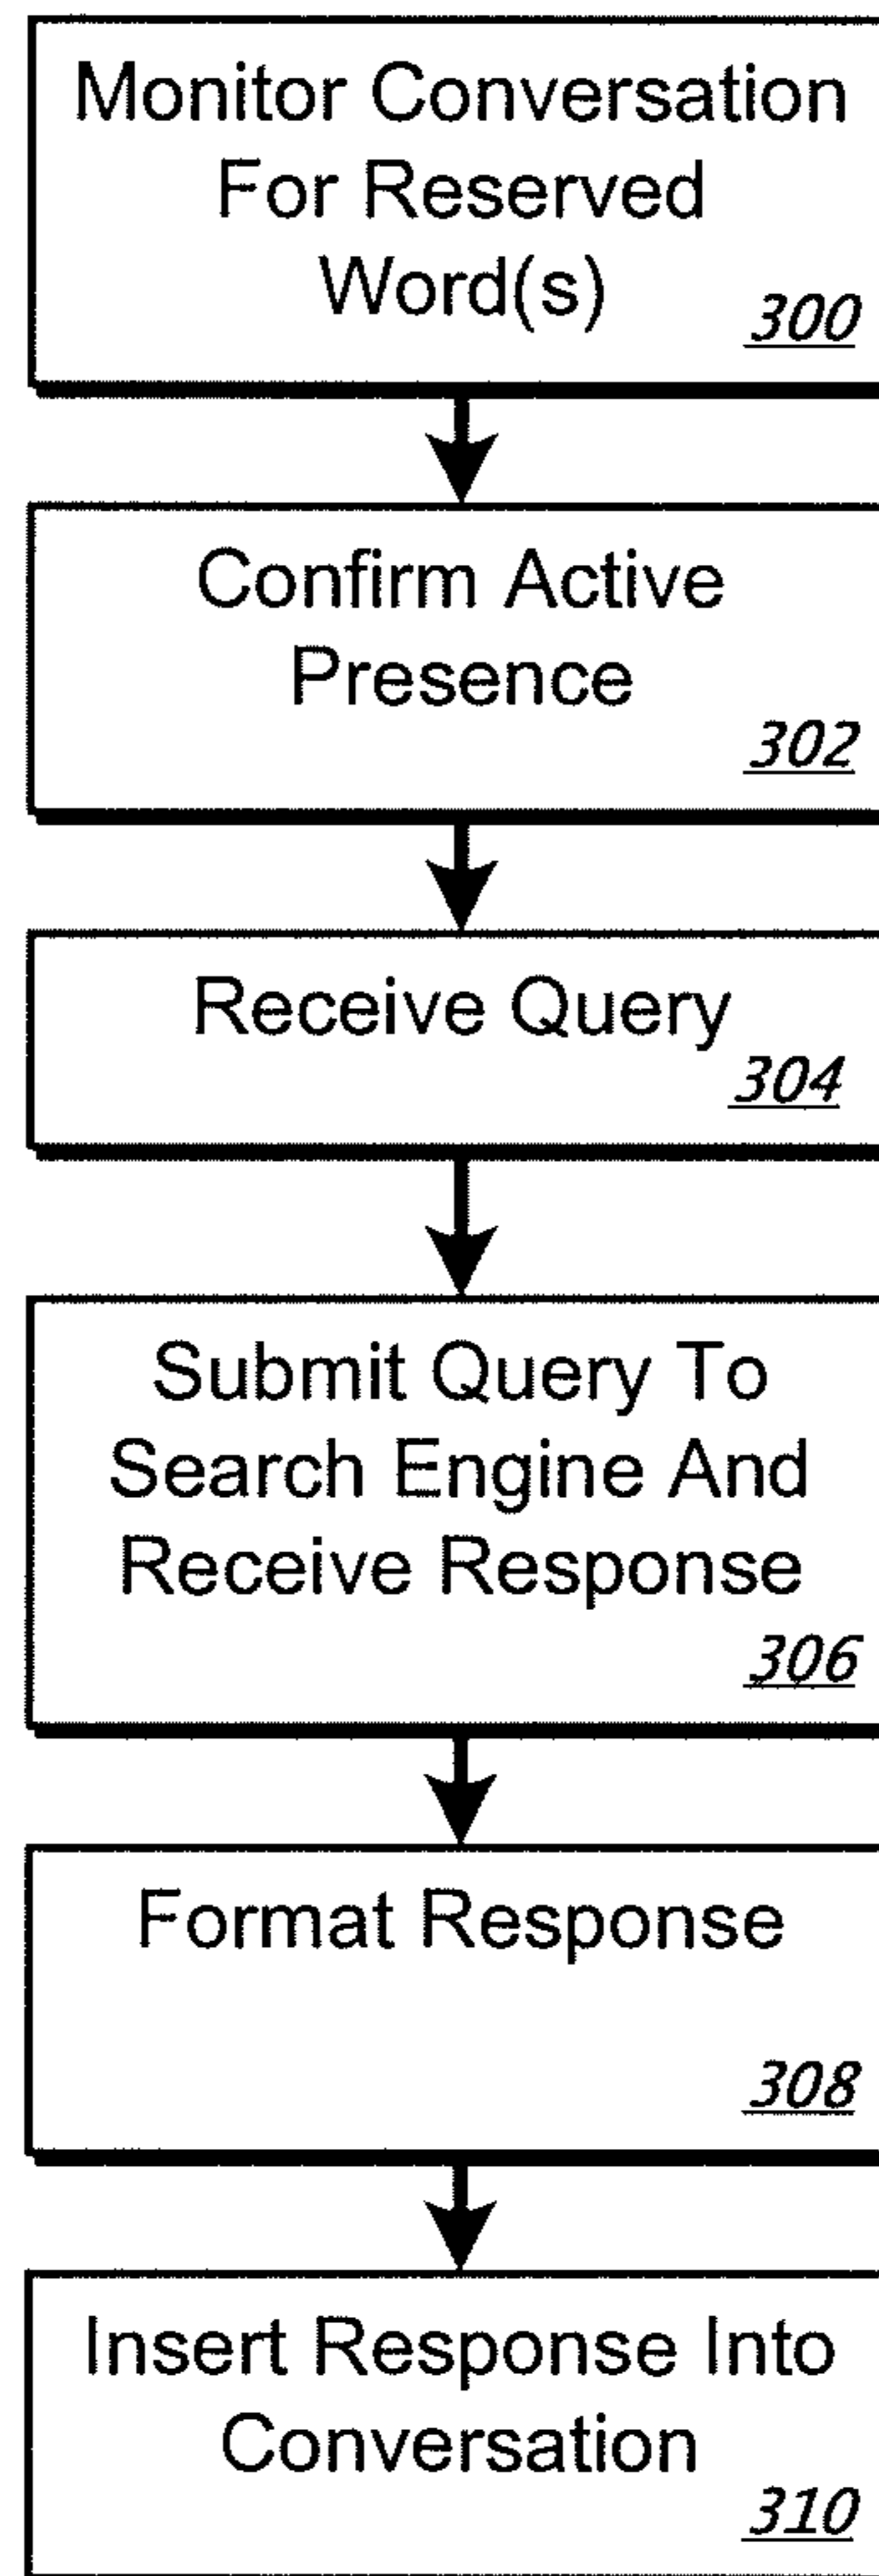 Monitor Conversation
For Reserved
Word(s)
300
Confirm Active
Presence
302
Receive Query
304
Submit Query To
Search Engine And
Receive Response
306
Format Response
308
Insert Response Into
Conversation
310